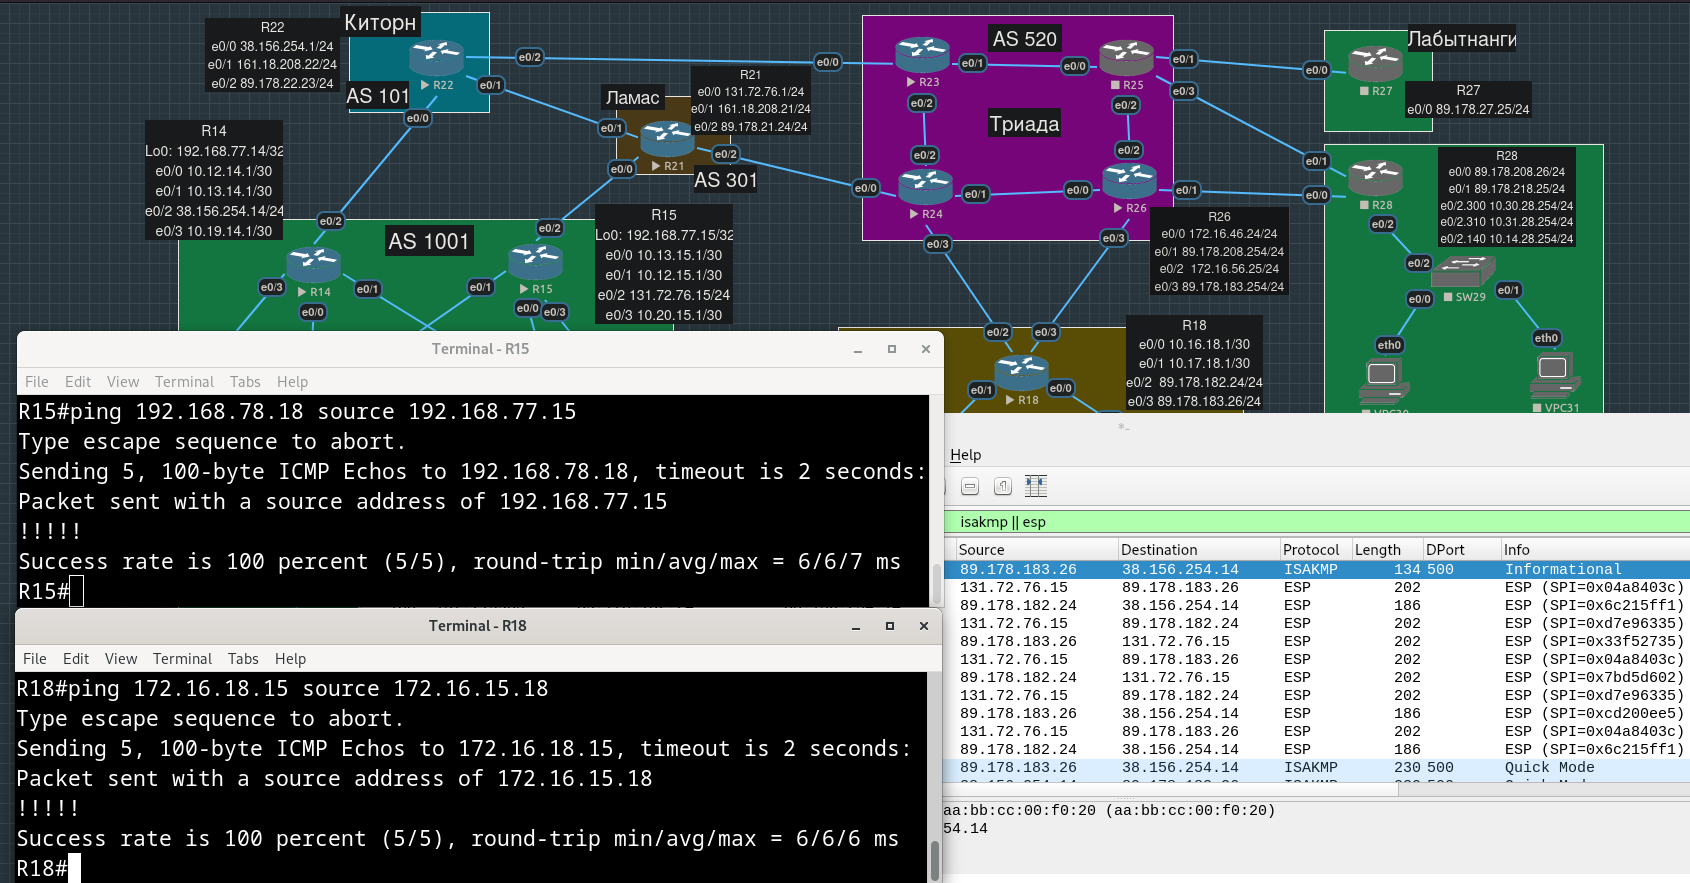 R22
e0/0 38.156.254.1/24
e0/1 161.18.208.22/24
e0/2 89.178.22.23/24
Киторн
R22
AS 101
e0/2
e0/1
e0/0
R21
e0/0 131.72.76.1/24
e0/1 161.18.208.21/24
e0/2 89.178.21.24/24
Ламас
e0/1
R21
e0/2
e0/0
AS 301
e0/0
AS 520
R23
e0/1
e0/0
R25
e0/1
e0/3
e0/2
e0/2
Триада
e0/2
e0/2
e0/0
R24
e0/1
e0/0
R26
e0/1
e0/3
e0/3
Лабытнанги
e0/0
R27
R27
e0/0 89.178.27.25/24
e0/1
e0/0
R28
e0/2
R28
e0/0 89.178.208.26/24
e0/1 89.178.218.25/24
e0/2.300 10.30.28.254/24
e0/2.310 10.31.28.254/24
e0/2.140 10.14.28.254/24
e0/2
SW29
e0/0
e0/1
eth0
eth0
VPC31
R14
Lo0: 192.168.77.14/32
e0/0 10.12.14.1/30
e0/1 10.13.14.1/30
e0/2 38.156.254.14/24
e0/3 10.19.14.1/30
e0/2
AS 1001
e0/2
R14
R15
e0/3
e0/1
e0/0
e0/1
e0/0
e0/3
R15
Lo0: 192.168.77.15/32
e0/0 10.13.15.1/30
e0/1 10.12.15.1/30
e0/2 131.72.76.15/24
e0/3 10.20.15.1/30
R26
e0/0 172.16.46.24/24
e0/1 89.178.208.24/24
e0/2 172.16.56.25/24
e0/3 89.178.183.254/24
e0/2
e0/3
R18
e0/1
e0/0
R18
e0/0 10.16.18.1/30
e0/1 10.17.18.1/30
e0/2 89.178.182.24/24
e0/3 89.178.183.26/24
Terminal - R15
File Edit View Terminal Tabs Help
R15#ping 192.168.78.18 source 192.168.77.15
Type escape sequence to abort.
Sending 5, 100-byte ICMP Echos to 192.168.78.18, timeout is 2 seconds:
Packet sent with a source address of 192.168.77.15
!!!!!
Success rate is 100 percent (5/5), round-trip min/avg/max = 6/6/7 ms
R15#
Terminal - R18
File Edit View Terminal Tabs Help
R18#ping 172.16.18.15 source 172.16.15.18
Type escape sequence to abort.
Sending 5, 100-byte ICMP Echos to 172.16.18.15, timeout is 2 seconds:
Packet sent with a source address of 172.16.15.18
!!!!!
Success rate is 100 percent (5/5), round-trip min/avg/max = 6/6/6 ms
R18#
*-
Help
isakmp || esp
Source Destination Protocol Length DPort Info
89.178.183.26 38.156.254.14 ISAKMP 134 500 Informational
131.72.76.15 89.178.183.26 ESP 202 ESP (SPI=0x04a8403c)
89.178.182.24 38.156.254.14 ESP 186 ESP (SPI=0x6c215ff1)
131.72.76.15 89.178.182.24 ESP 202 ESP (SPI=0xd7e96335)
89.178.183.26 131.72.76.15 ESP 202 ESP (SPI=0x33f52735)
131.72.76.15 89.178.183.26 ESP 202 ESP (SPI=0x04a8403c)
89.178.182.24 131.72.76.15 ESP 202 ESP (SPI=0x7bd5d602)
131.72.76.15 89.178.182.24 ESP 202 ESP (SPI=0xd7e96335)
89.178.183.26 38.156.254.14 ESP 186 ESP (SPI=0xcd200ee5)
131.72.76.15 89.178.183.26 ESP 202 ESP (SPI=0x04a8403c)
89.178.182.24 38.156.254.14 ESP 186 ESP (SPI=0x6c215ff1)
89.178.183.26 38.156.254.14 ISAKMP 230 500 Quick Mode
aa:bb:cc:00:f0:20 (aa:bb:cc:00:f0:20)
54.14